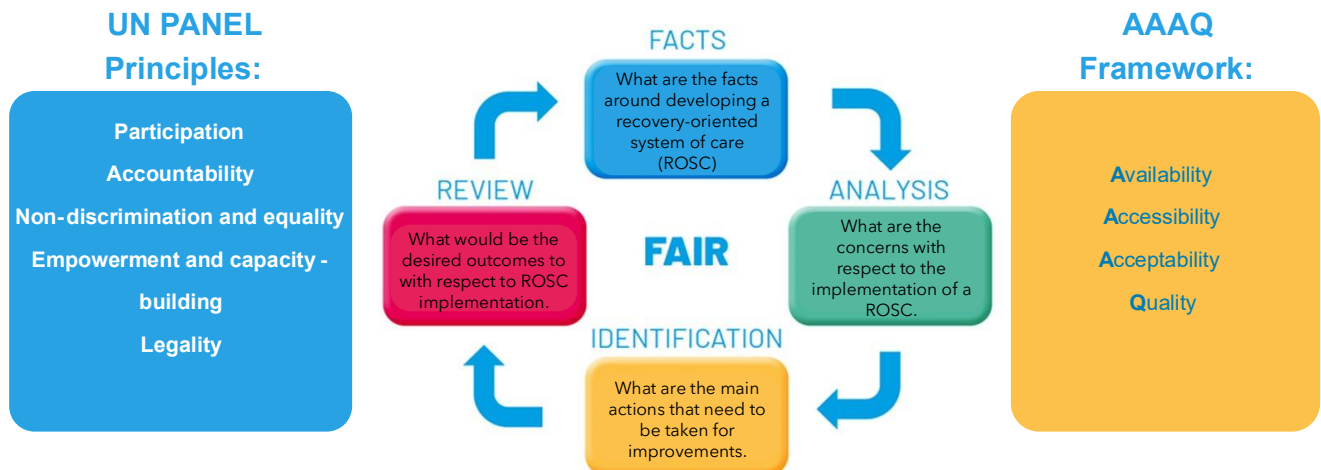 UN PANEL
Principles:
Participation
Accountability
Non-discrimination and equality
Empowerment and capacity -
building
Legality
FACTS
What are the facts
around developing a
recovery-oriented
system of care
(ROSC)
REVIEW
What would be the
desired outcomes to
with respect to ROSC
implementation.
FAIR
ANALYSIS
What are the
concerns with
respect to the
implementation of a
ROSC.
IDENTIFICATION
What are the main
actions that need to
be taken for
improvements.
AAAQ
Framework:
Availability
Accessibility
Acceptability
Quality